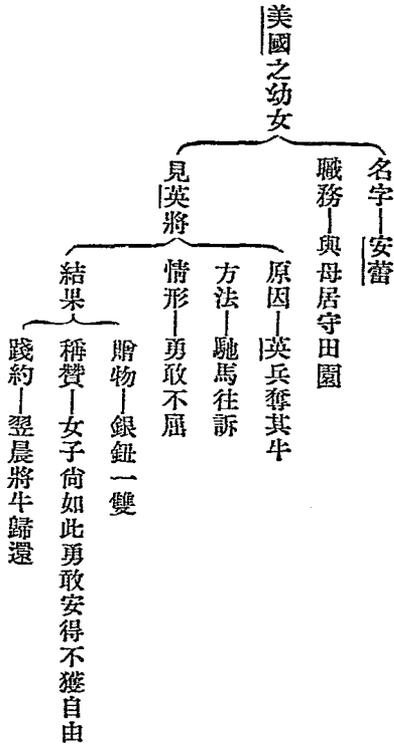 美國之幼女
名字—安蕾
職務—與母居守田園
見英將
原因—英兵奪其牛
方法—馳馬往訴
情形—勇敢不屈
結果
贈物—銀鈕一雙
稱贊—女子尙如此勇敢安得不獲自由
踐約—翌晨將牛歸還